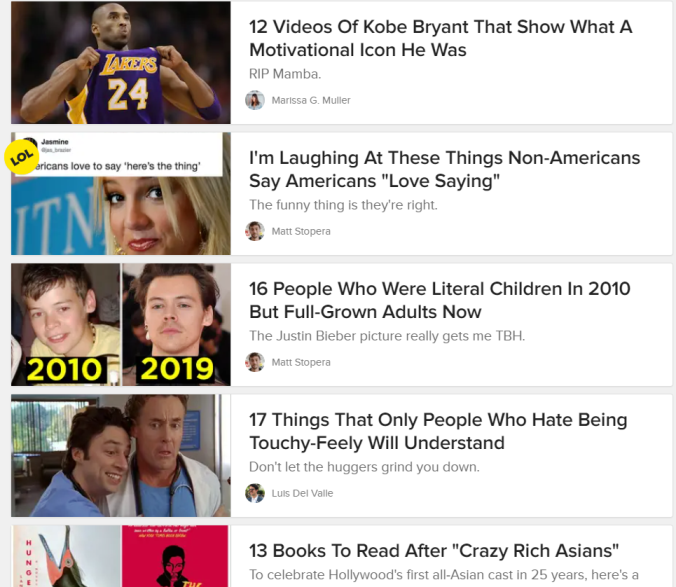 LAKERS
24
12 Videos Of Kobe Bryant That Show What A
Motivational Icon He Was
RIP Mamba.
Marissa G. Muller
LOL
Jasmine
@jas_brazier
ericans love to say 'here's the thing'
ITN
I'm Laughing At These Things Non-Americans
Say Americans "Love Saying"
The funny thing is they're right.
Matt Stopera
2010
2019
16 People Who Were Literal Children In 2010
But Full-Grown Adults Now
The Justin Bieber picture really gets me TBH.
Matt Stopera
17 Things That Only People Who Hate Being
Touchy-Feely Will Understand
Don't let the huggers grind you down.
Luis Del Valle
HUNGE
THE
13 Books To Read After "Crazy Rich Asians"
To celebrate Hollywood's first all-Asian cast in 25 years, here's a